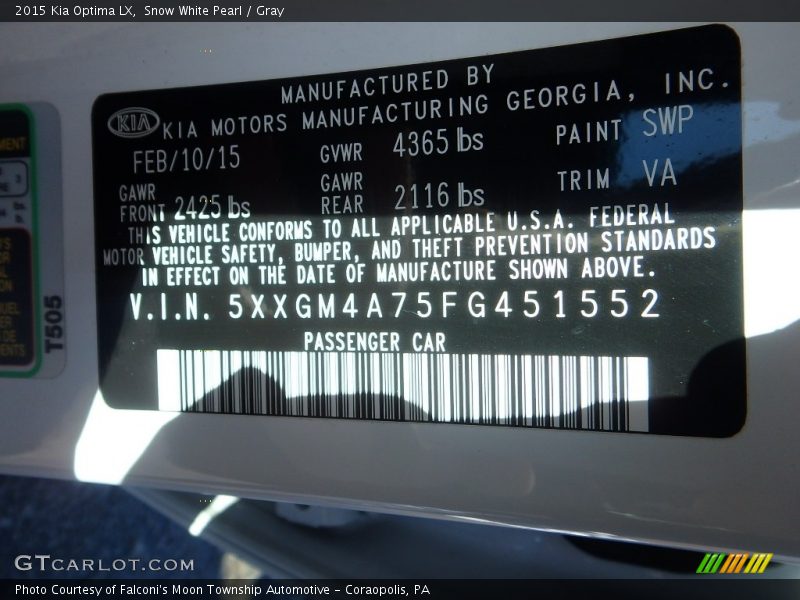 2015 Kia Optima LX, Snow White Pearl / Gray
MANUFACTURED BY
KIA KIA MOTORS MANUFACTURING GEORGIA, INC.
FEB/10/15 GVWR 4365 lbs PAINT SWP
GAWR FRONT 2425 lbs GAWR REAR 2116 lbs TRIM VA
THIS VEHICLE CONFORMS TO ALL APPLICABLE U.S.A. FEDERAL
MOTOR VEHICLE SAFETY, BUMPER, AND THEFT PREVENTION STANDARDS
IN EFFECT ON THE DATE OF MANUFACTURE SHOWN ABOVE.
V.I.N. 5XXGM4A75FG451552
PASSENGER CAR
T505
GTCARLOT.COM
Photo Courtesy of Falconi's Moon Township Automotive - Coraopolis, PA